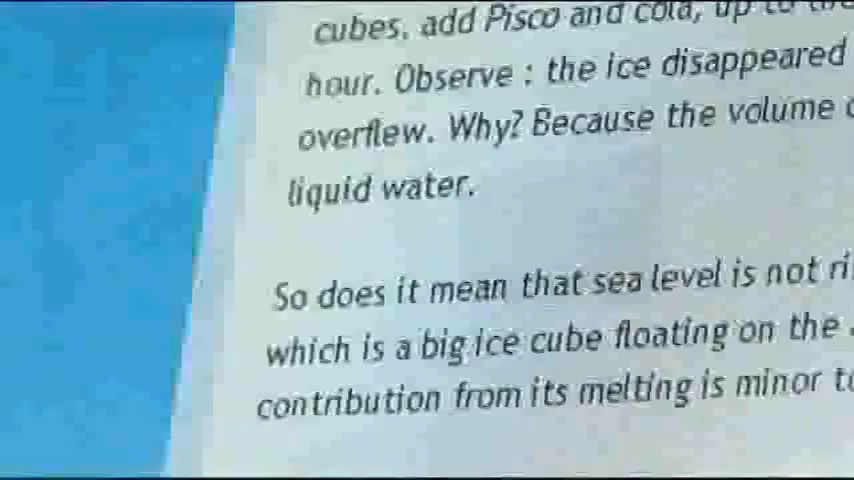 cubes, add Pisco and cola, up to the
hour. Observe : the ice disappeared
overflew. Why? Because the volume
liquid water.
So does it mean that sea level is not
which is a big ice cube floating on the
contribution from its melting is minor